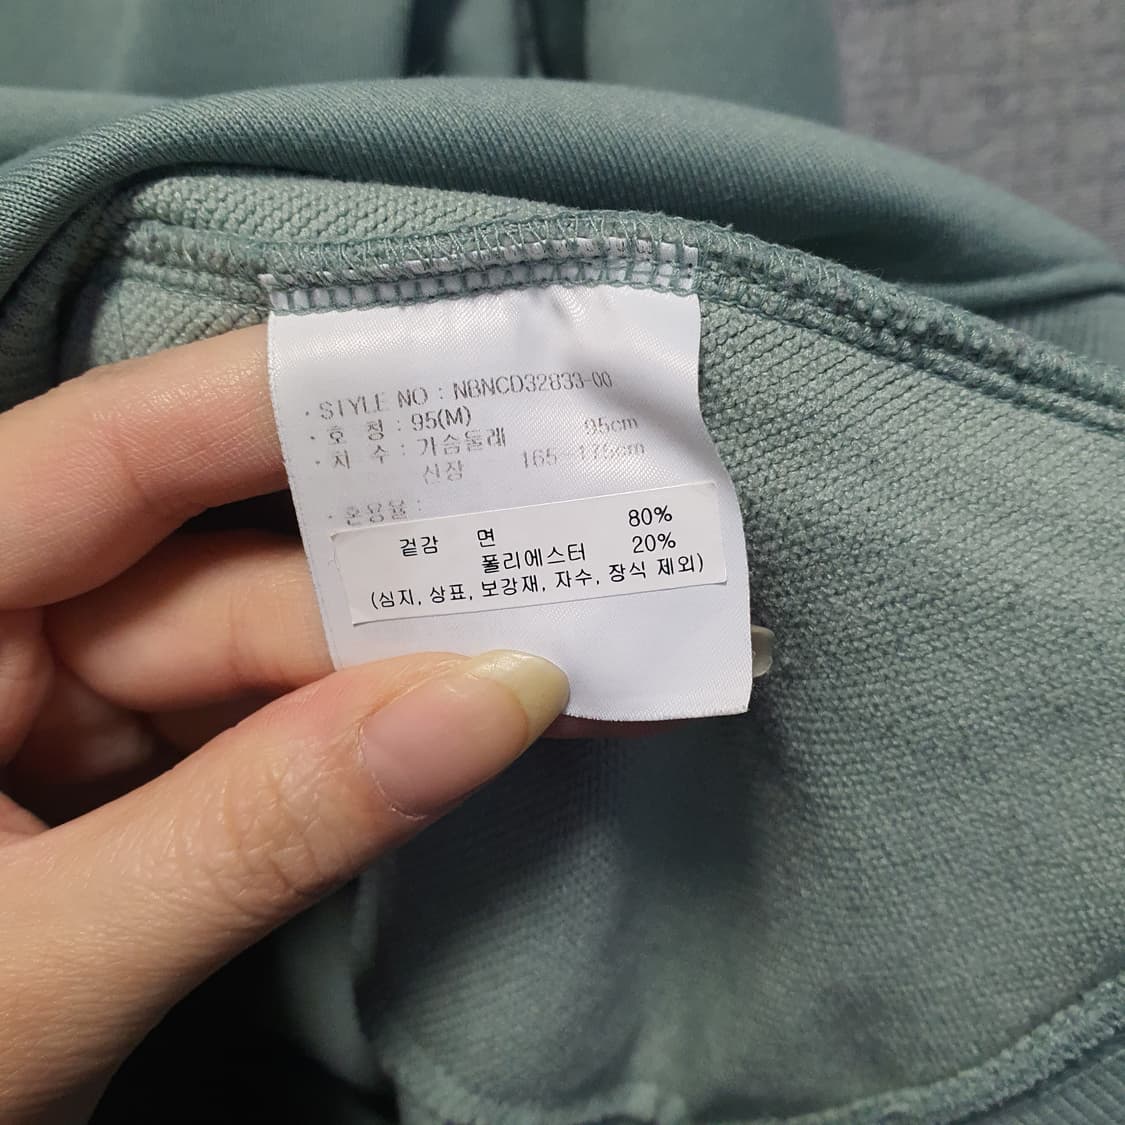 · STYLE NO : NBNCD32833-00
· 호 칭 : 95(M)
· 치 수 : 가슴둘레 95cm
신장 165~175cm
· 혼용율 :
겉감 면 80%
폴리에스터 20%
(심지, 상표, 보강재, 자수, 장식 제외)